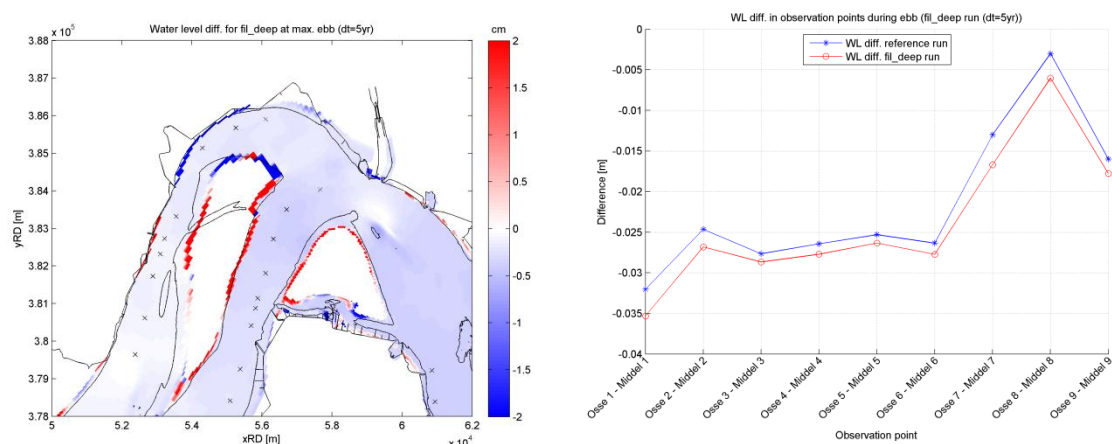 Water level diff. for fil_deep at max. ebb (dt=5yr)
x 10⁵
cm
3.88
3.87
3.86
3.85
3.84
3.83
3.82
3.81
3.8
3.79
3.78
yRD [m]
5 5.2 5.4 5.6 5.8 6 6.2
xRD [m]
x 10⁴
2
1.5
1
0.5
0
-0.5
-1
-1.5
-2
WL diff. in observation points during ebb (fil_deep run (dt=5yr))
WL diff. reference run
WL diff. fil_deep run
0
-0.005
-0.01
-0.015
-0.02
-0.025
-0.03
-0.035
-0.04
Difference [m]
Osse 1 - Middel 1
Osse 2 - Middel 2
Osse 3 - Middel 3
Osse 4 - Middel 4
Osse 5 - Middel 5
Osse 6 - Middel 6
Osse 7 - Middel 7
Osse 8 - Middel 8
Osse 9 - Middel 9
Observation point